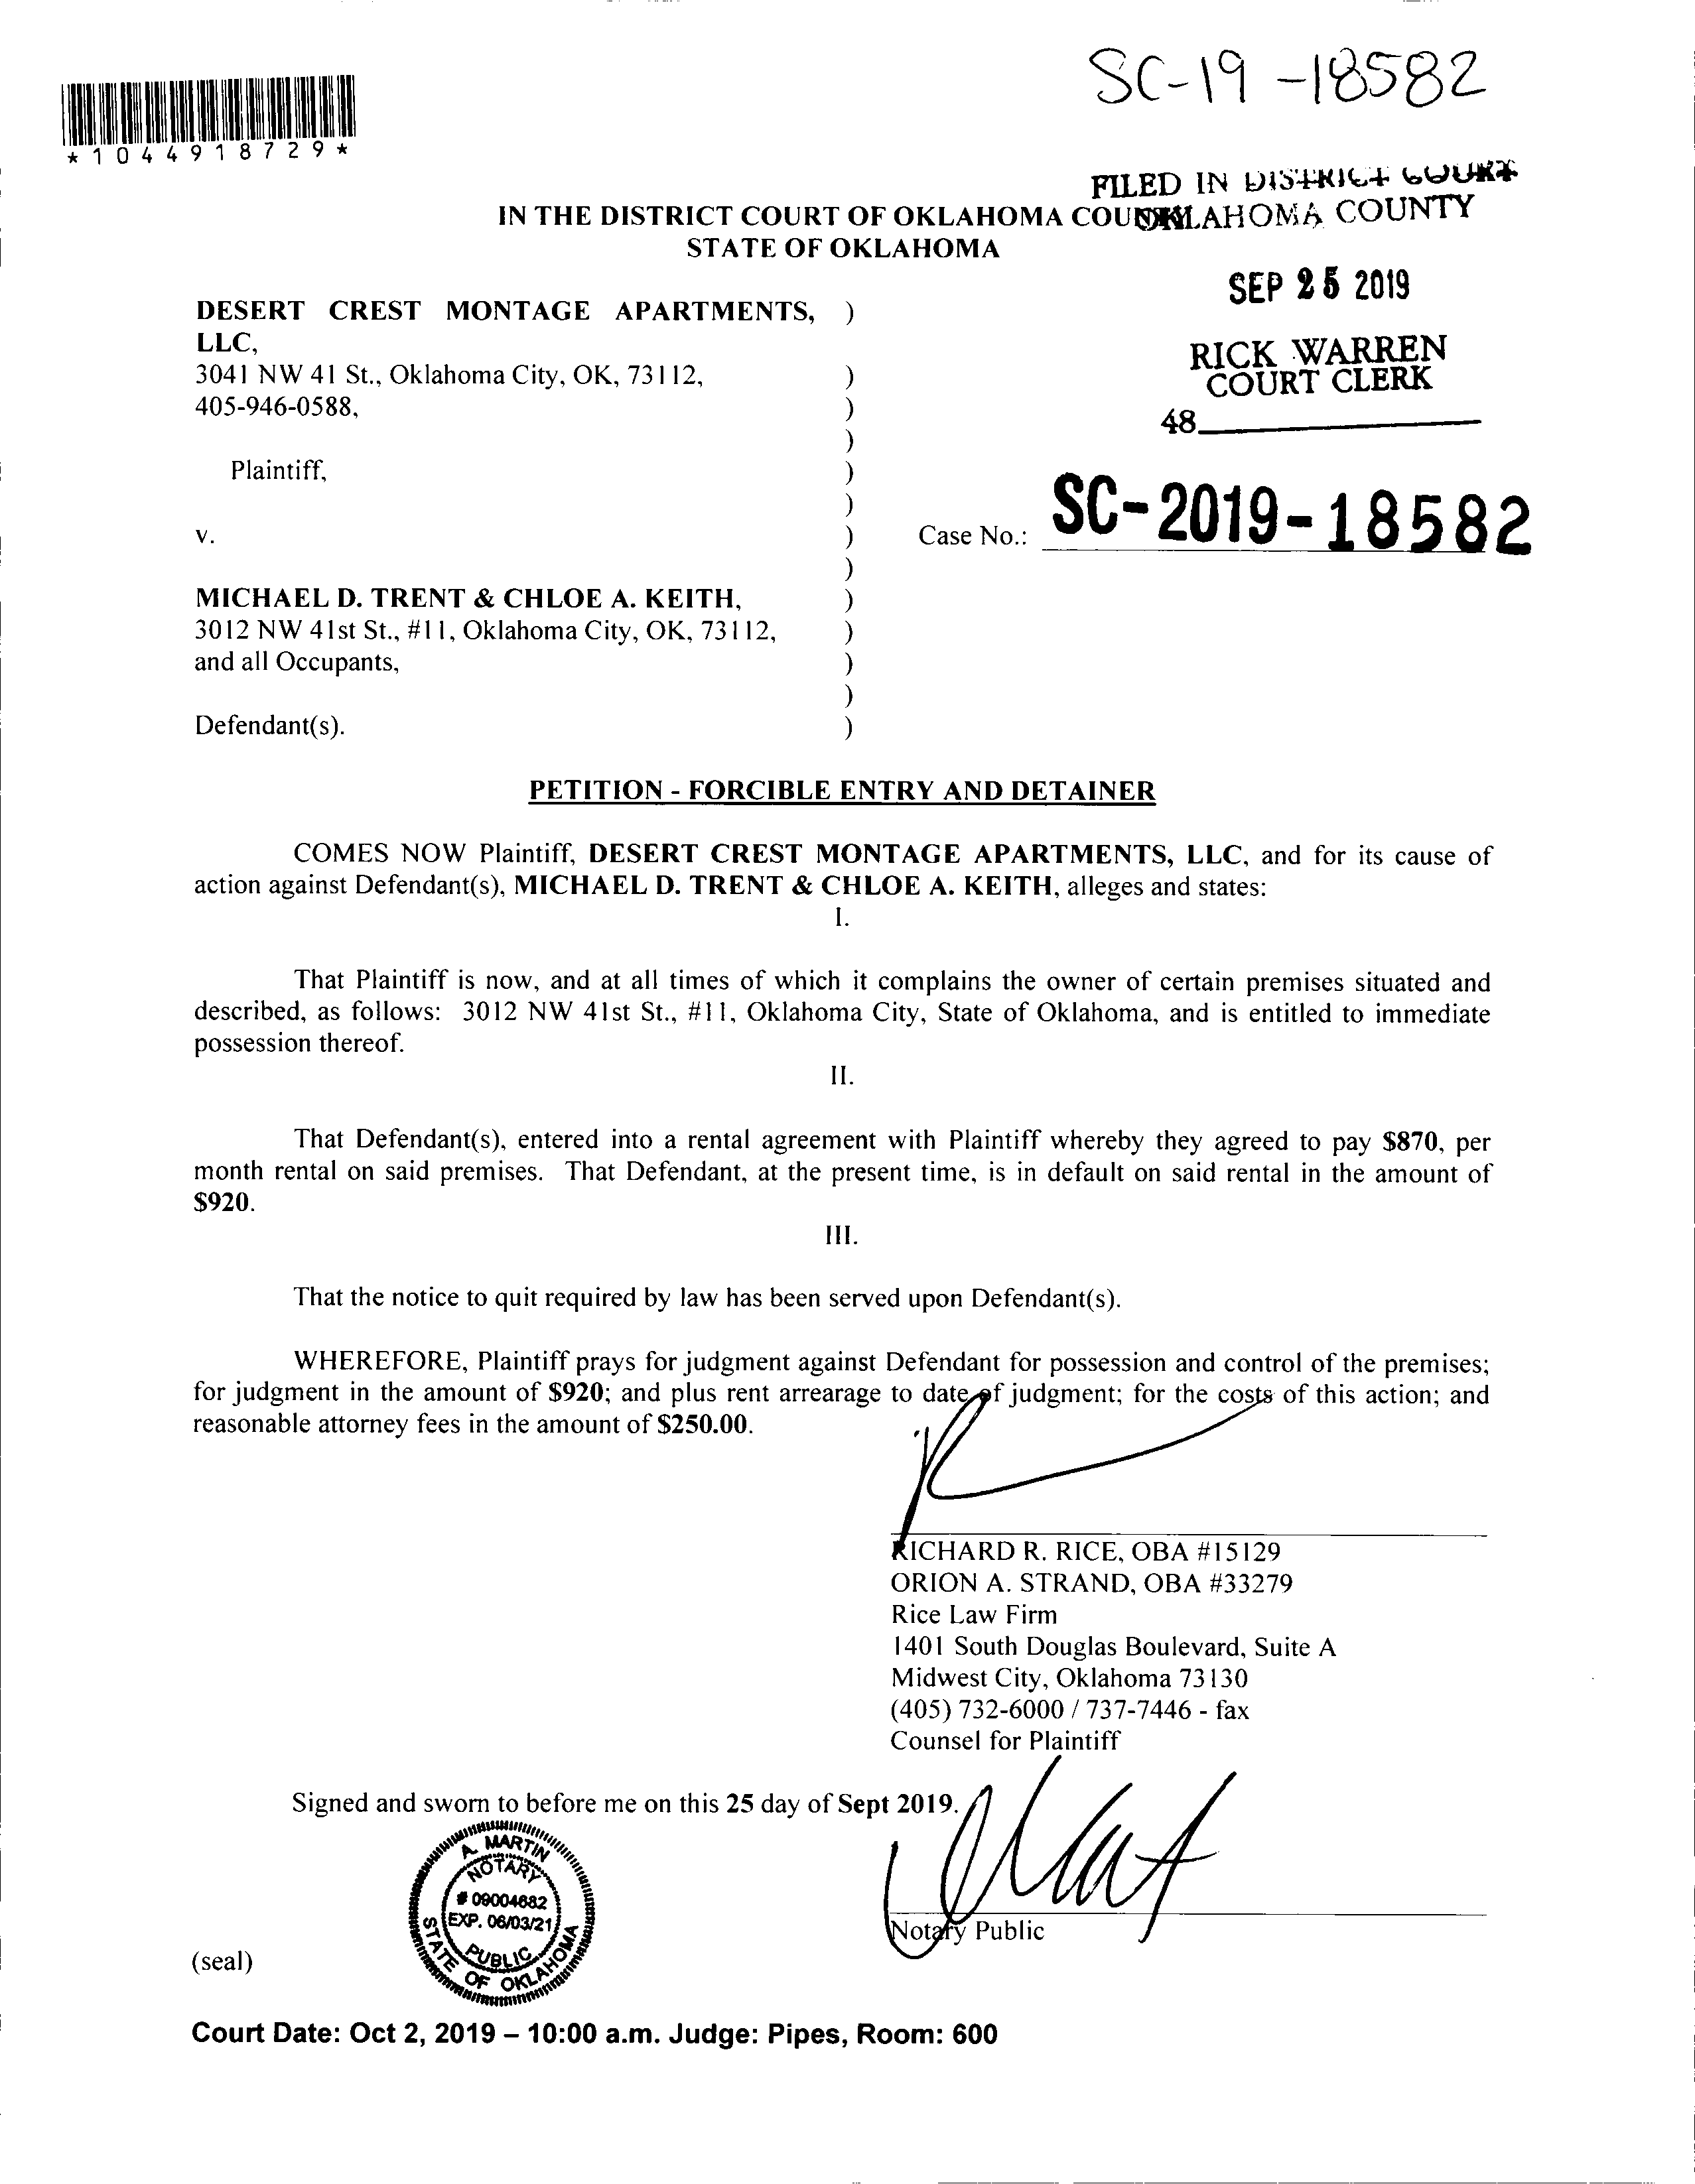 SC-19-18582
*1044918729*
FILED IN DISTRICT COURT
OKLAHOMA COUNTY
IN THE DISTRICT COURT OF OKLAHOMA COUNTY
STATE OF OKLAHOMA
SEP 25 2019
RICK WARREN
COURT CLERK
48
DESERT CREST MONTAGE APARTMENTS, )
LLC,
3041 NW 41 St., Oklahoma City, OK, 73112, )
405-946-0588, )
)
Plaintiff, )
)
v. ) Case No.: SC-2019-18582
)
MICHAEL D. TRENT & CHLOE A. KEITH, )
3012 NW 41st St., #11, Oklahoma City, OK, 73112, )
and all Occupants, )
)
Defendant(s). )
PETITION - FORCIBLE ENTRY AND DETAINER
COMES NOW Plaintiff, DESERT CREST MONTAGE APARTMENTS, LLC, and for its cause of
action against Defendant(s), MICHAEL D. TRENT & CHLOE A. KEITH, alleges and states:
I.
That Plaintiff is now, and at all times of which it complains the owner of certain premises situated and
described, as follows: 3012 NW 41st St., #11, Oklahoma City, State of Oklahoma, and is entitled to immediate
possession thereof.
II.
That Defendant(s), entered into a rental agreement with Plaintiff whereby they agreed to pay $870, per
month rental on said premises. That Defendant, at the present time, is in default on said rental in the amount of
$920.
III.
That the notice to quit required by law has been served upon Defendant(s).
WHEREFORE, Plaintiff prays for judgment against Defendant for possession and control of the premises;
for judgment in the amount of $920; and plus rent arrearage to date of judgment; for the costs of this action; and
reasonable attorney fees in the amount of $250.00.
RICHARD R. RICE, OBA #15129
ORION A. STRAND, OBA #33279
Rice Law Firm
1401 South Douglas Boulevard, Suite A
Midwest City, Oklahoma 73130
(405) 732-6000 / 737-7446 - fax
Counsel for Plaintiff
Signed and sworn to before me on this 25 day of Sept 2019.
A. MARTIN
NOTARY
# 09004682
EXP. 06/03/21
PUBLIC
STATE OF OKLAHOMA
Notary Public
(seal)
Court Date: Oct 2, 2019 – 10:00 a.m. Judge: Pipes, Room: 600